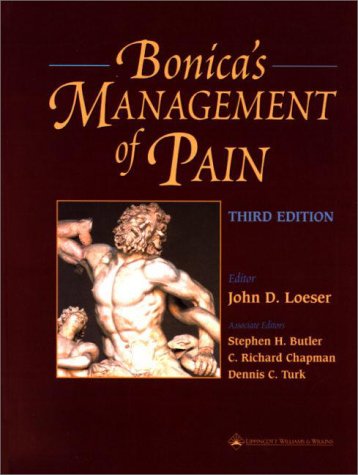 Bonica's
MANAGEMENT
of PAIN
THIRD EDITION
Editor
John D. Loeser
Associate Editors
Stephen H. Butler
C. Richard Chapman
Dennis C. Turk
LIPPINCOTT WILLIAMS & WILKINS